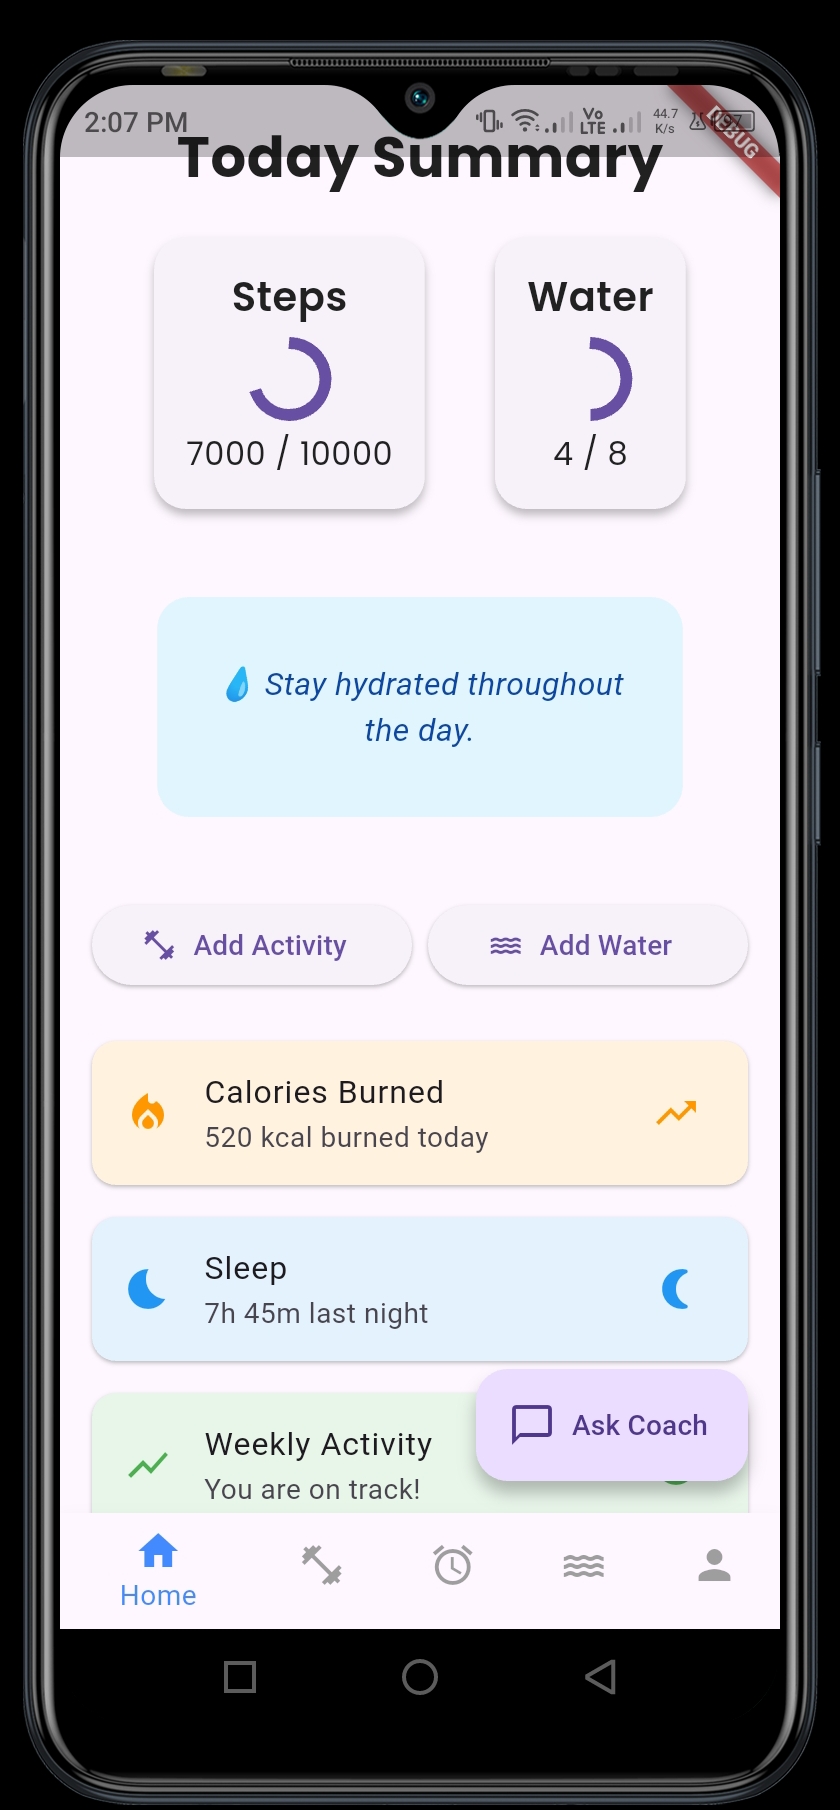 2:07 PM
Vo
LTE
44.7
K/s
97
DEBUG
Today Summary
Steps
Water
7000 / 10000
4 / 8
Stay hydrated throughout
the day.
Add Activity
Add Water
Calories Burned
520 kcal burned today
Sleep
7h 45m last night
Weekly Activity
You are on track!
Ask Coach
Home